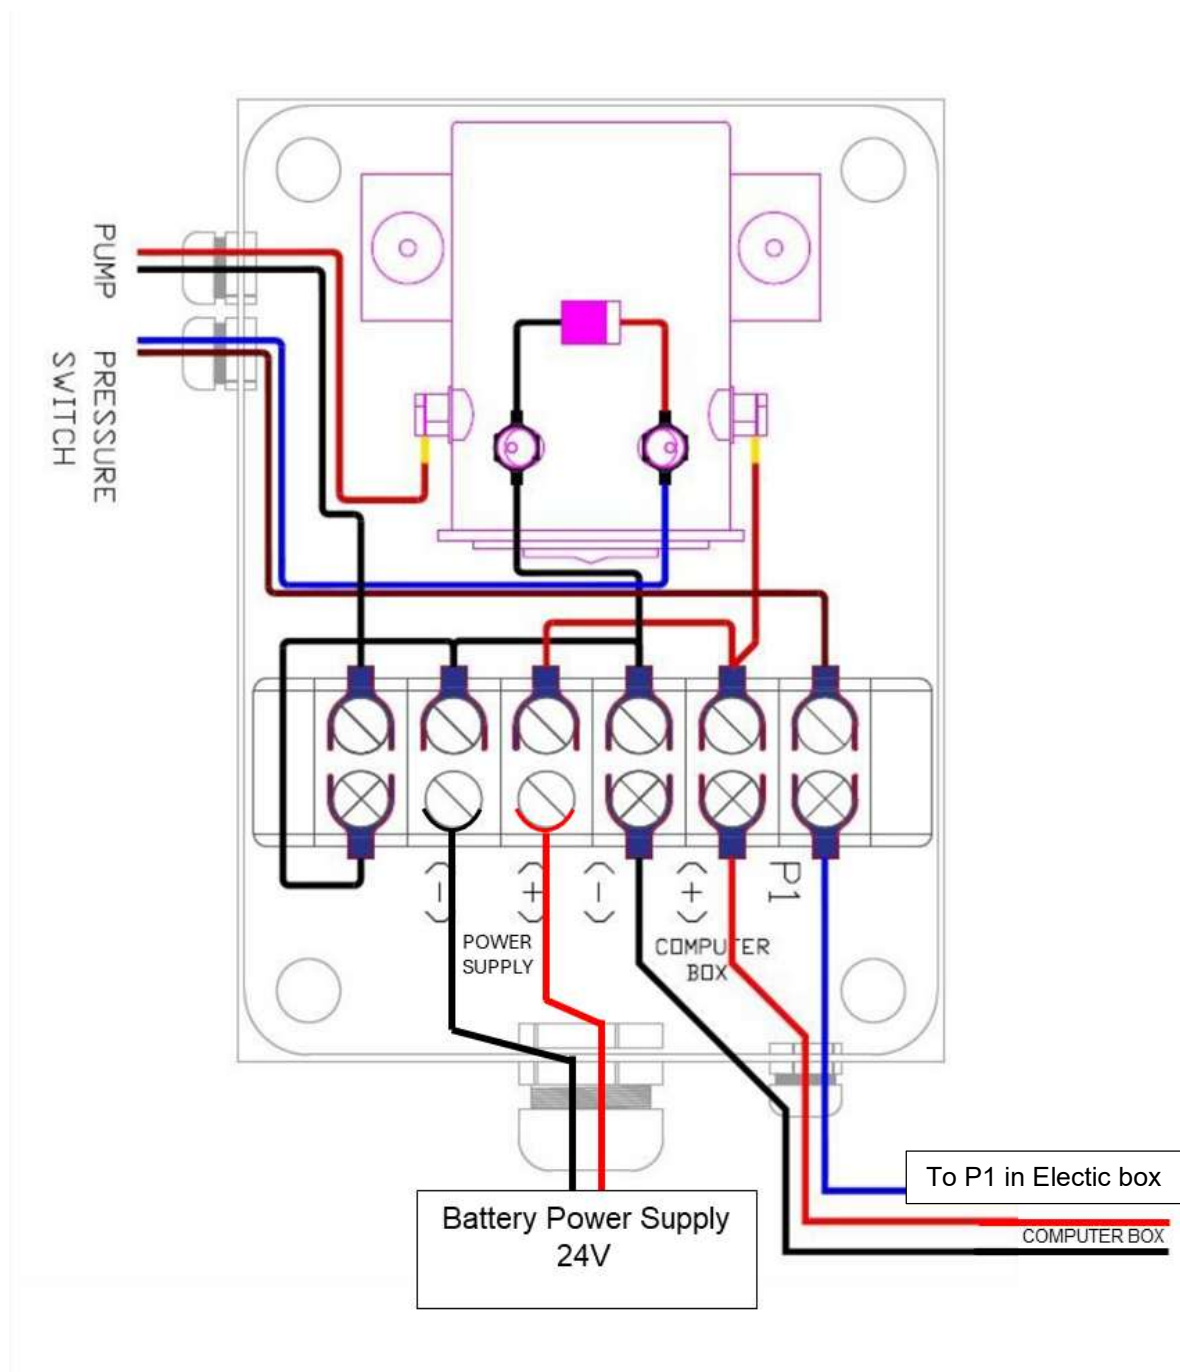 PUMP
PRESSURE
SWITCH
(-)
(+)
(-)
(+)
P1
POWER
SUPPLY
COMPUTER
BOX
To P1 in Electic box
COMPUTER BOX
Battery Power Supply
24V